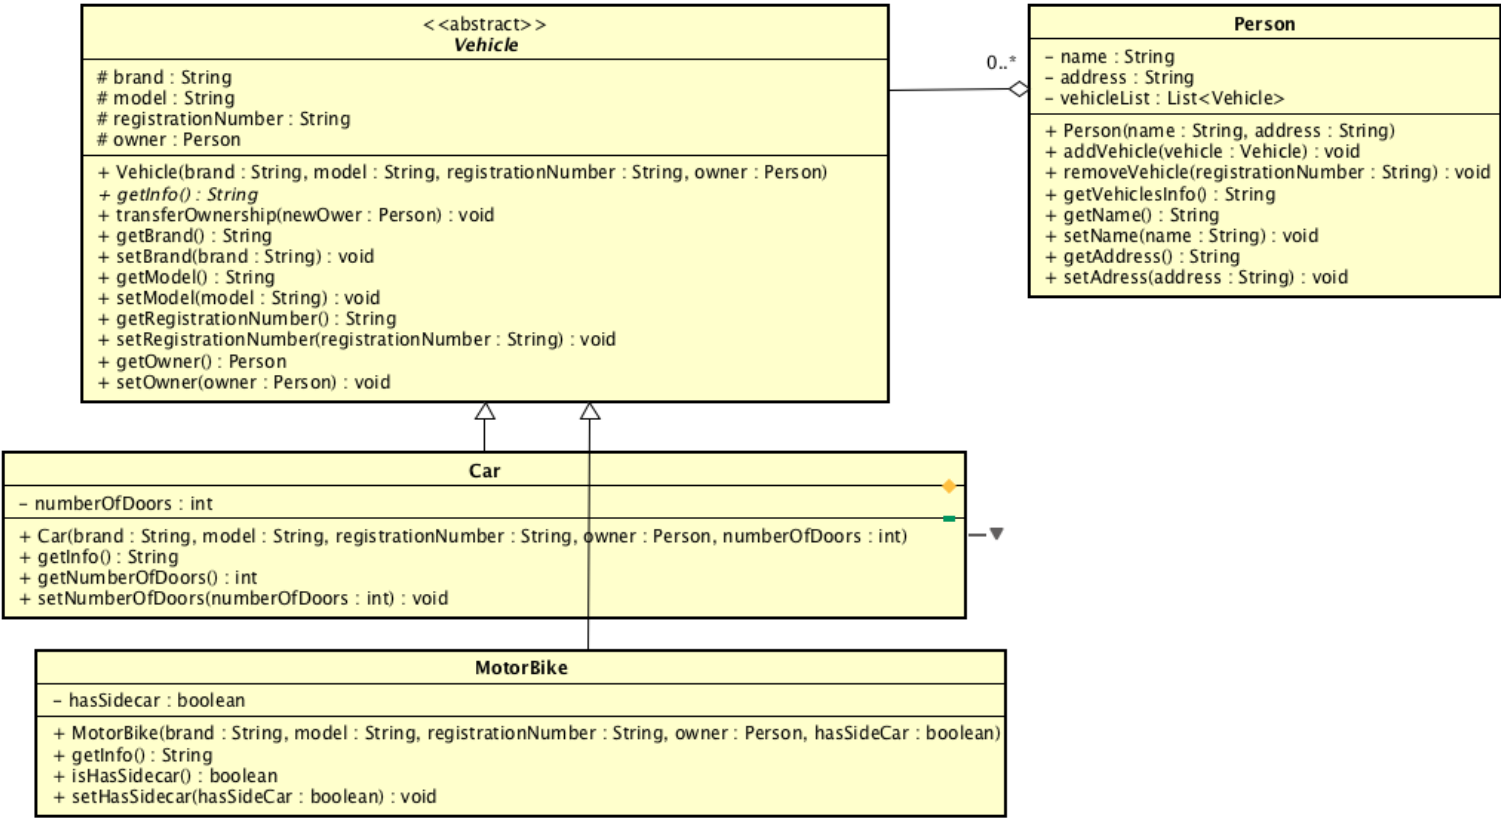 <<abstract>>
Vehicle
# brand : String
# model : String
# registrationNumber : String
# owner : Person
+ Vehicle(brand : String, model : String, registrationNumber : String, owner : Person)
+ getInfo() : String
+ transferOwnership(newOwer : Person) : void
+ getBrand() : String
+ setBrand(brand : String) : void
+ getModel() : String
+ setModel(model : String) : void
+ getRegistrationNumber() : String
+ setRegistrationNumber(registrationNumber : String) : void
+ getOwner() : Person
+ setOwner(owner : Person) : void
0..*
Person
- name : String
- address : String
- vehicleList : List<Vehicle>
+ Person(name : String, address : String)
+ addVehicle(vehicle : Vehicle) : void
+ removeVehicle(registrationNumber : String) : void
+ getVehiclesInfo() : String
+ getName() : String
+ setName(name : String) : void
+ getAddress() : String
+ setAdress(address : String) : void
Car
- numberOfDoors : int
+ Car(brand : String, model : String, registrationNumber : String, owner : Person, numberOfDoors : int)
+ getInfo() : String
+ getNumberOfDoors() : int
+ setNumberOfDoors(numberOfDoors : int) : void
MotorBike
- hasSidecar : boolean
+ MotorBike(brand : String, model : String, registrationNumber : String, owner : Person, hasSideCar : boolean)
+ getInfo() : String
+ isHasSidecar() : boolean
+ setHasSidecar(hasSideCar : boolean) : void